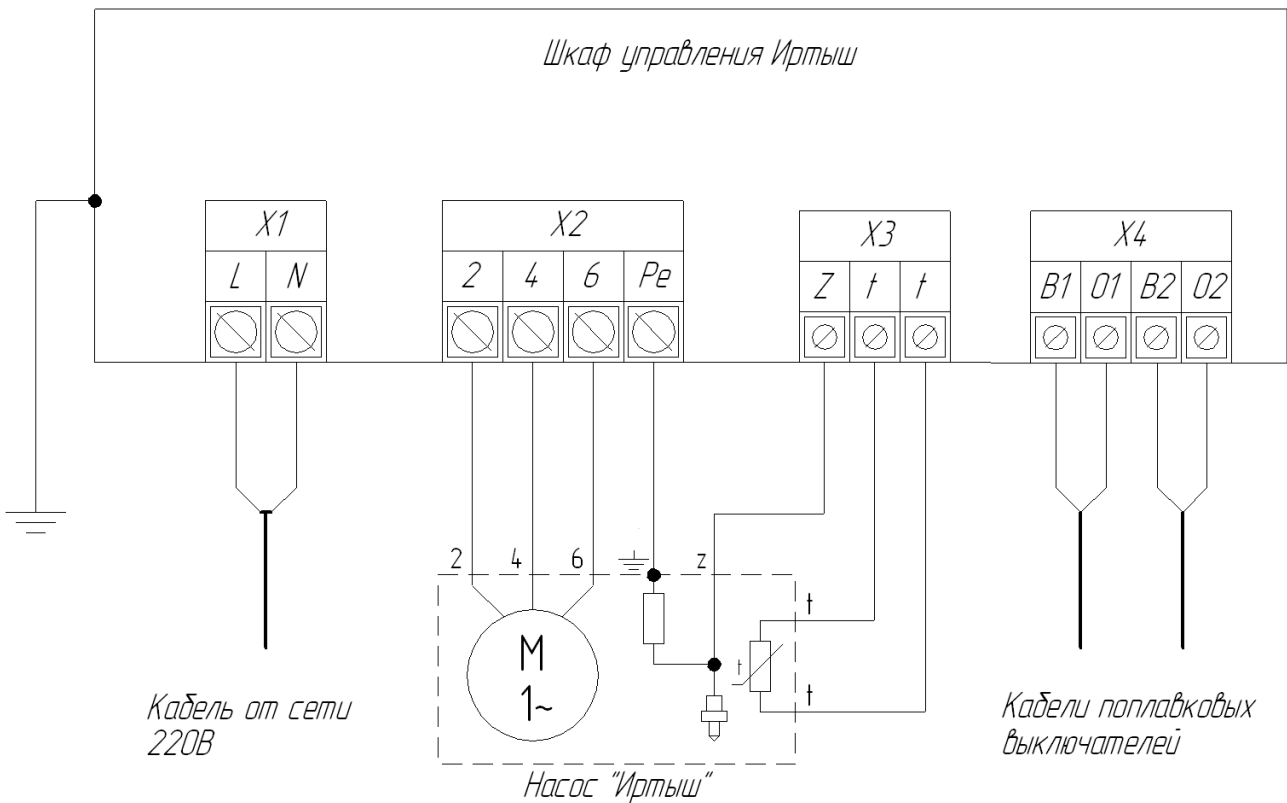 Шкаф управления Иртыш
X1
X2
X3
X4
L N
2 4 6 Pe
Z t t
B1 O1 B2 O2
2 4 6 z
t
M
1~
t
t
Кабель от сети
220В
Кабели поплавковых
выключателей
Насос "Иртыш"